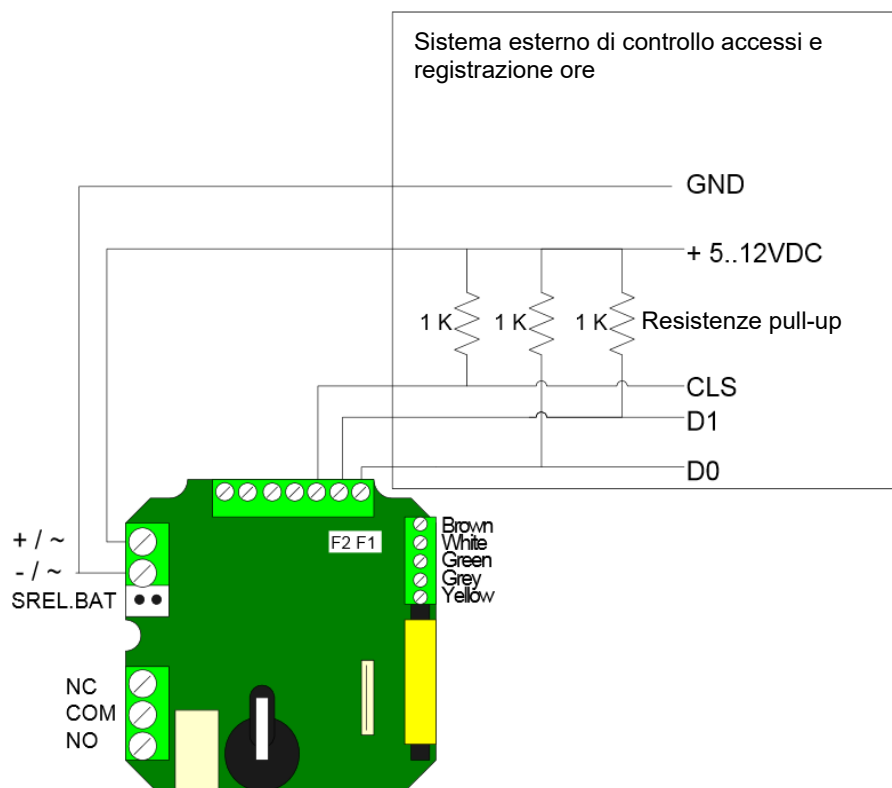 Sistema esterno di controllo accessi e
registrazione ore
GND
+ 5..12VDC
1 K 1 K 1 K Resistenze pull-up
CLS
D1
D0
F2 F1
+ / ~
- / ~
SREL.BAT
Brown
White
Green
Grey
Yellow
NC
COM
NO